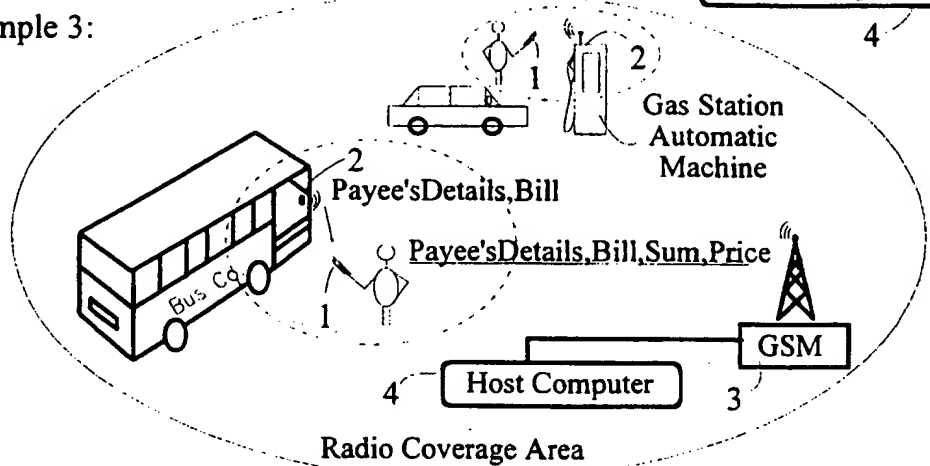 mple 3:
4
1
2
Gas Station
Automatic
Machine
2
Payee'sDetails,Bill
Payee'sDetails,Bill,Sum,Price
Bus Co.
1
GSM
4
Host Computer
3
Radio Coverage Area